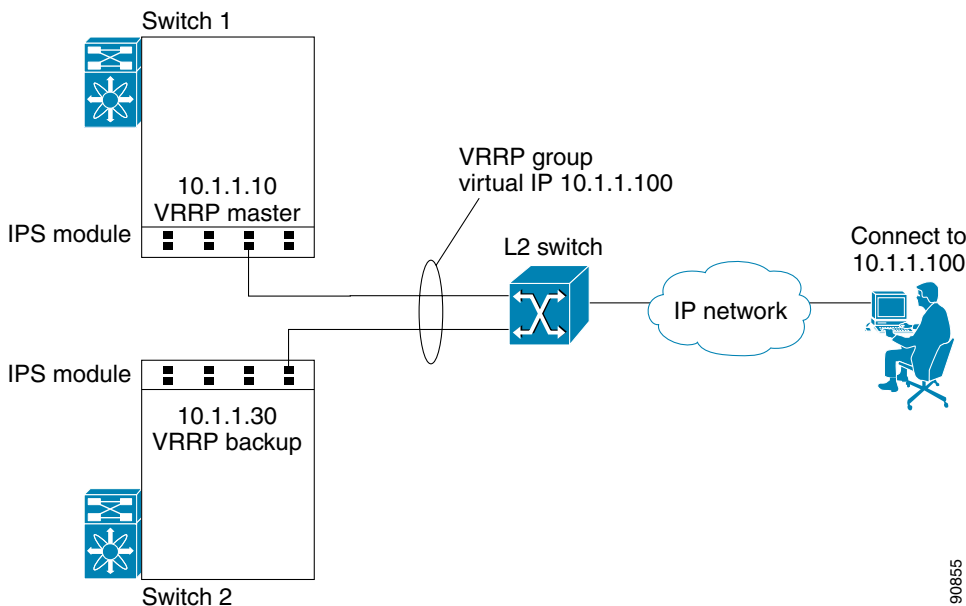 Switch 1
10.1.1.10
VRRP master
IPS module
VRRP group
virtual IP 10.1.1.100
L2 switch
IP network
Connect to
10.1.1.100
IPS module
10.1.1.30
VRRP backup
Switch 2
90855